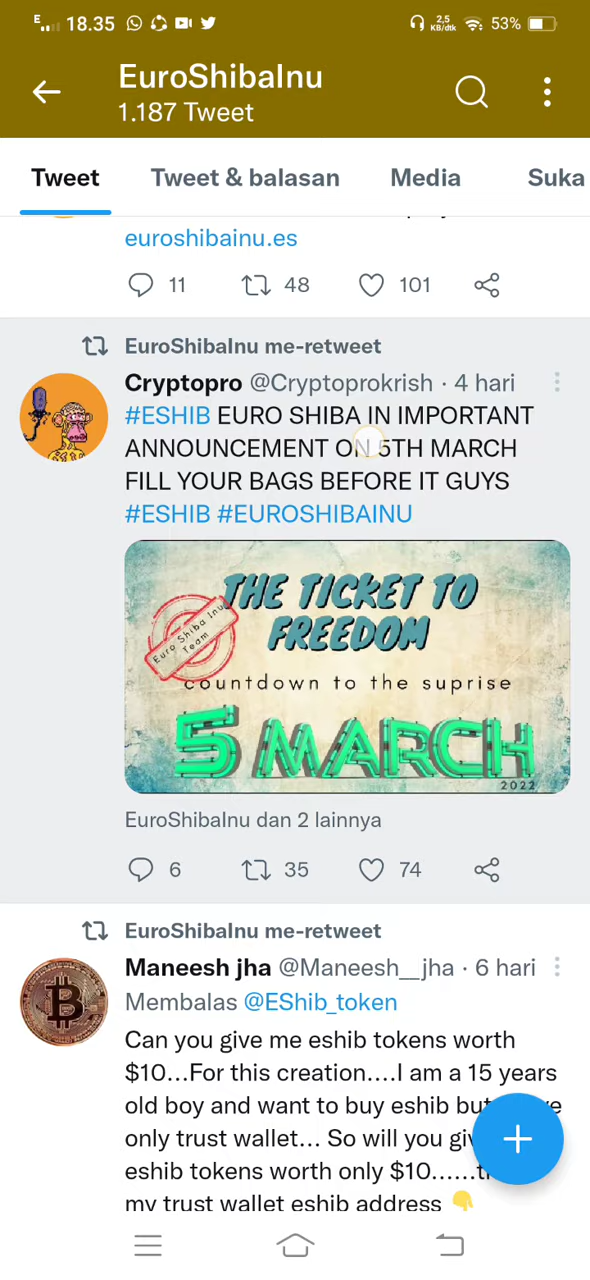 18.35
2,5
KB/dtk
53%
EuroShibaInu
1.187 Tweet
Tweet
Tweet & balasan
Media
Suka
euroshibainu.es
11
48
101
EuroShibaInu me-retweet
Cryptopro @Cryptoprokrish · 4 hari
#ESHIB EURO SHIBA IN IMPORTANT
ANNOUNCEMENT ON 5TH MARCH
FILL YOUR BAGS BEFORE IT GUYS
#ESHIB #EUROSHIBAINU
THE TICKET TO
FREEDOM
Euro Shiba Inu
Team
countdown to the suprise
5 MARCH
2022
EuroShibaInu dan 2 lainnya
6
35
74
EuroShibaInu me-retweet
Maneesh jha @Maneesh__jha · 6 hari
Membalas @EShib_token
Can you give me eshib tokens worth
$10...For this creation....I am a 15 years
old boy and want to buy eshib but
only trust wallet... So will you
eshib tokens worth only $10......
my trust wallet eshib address 👇